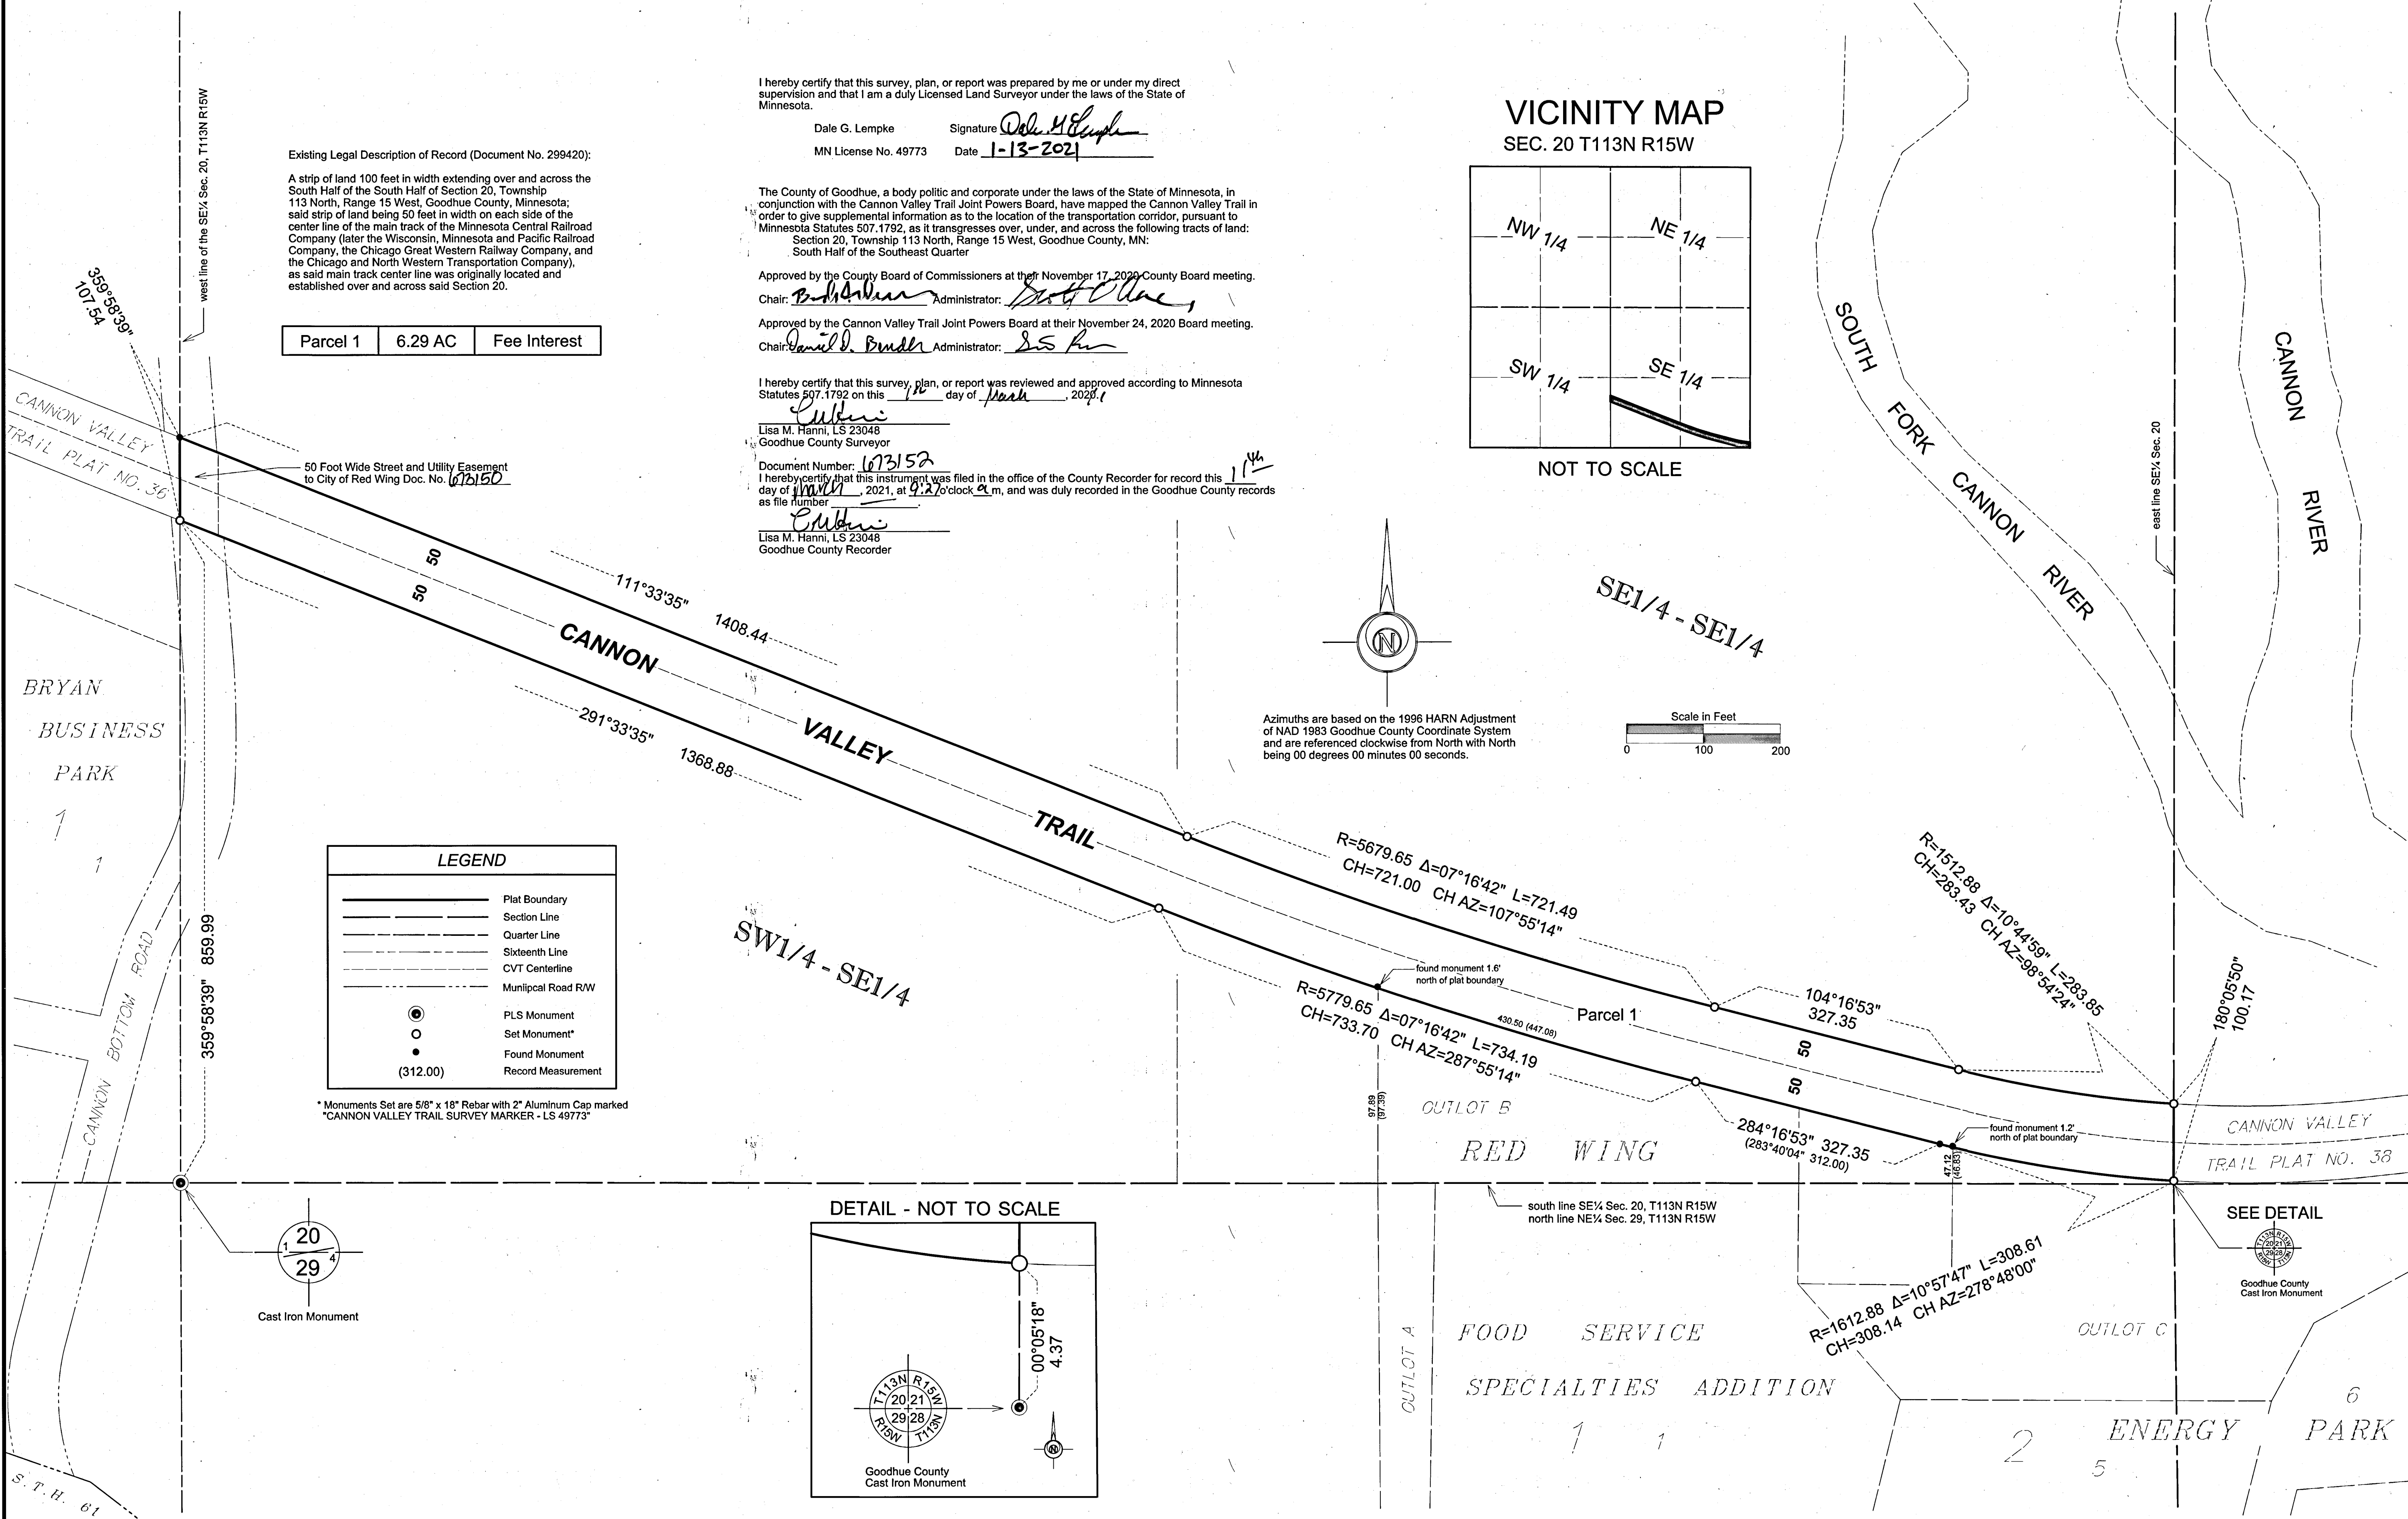 west line of the SE¼ Sec. 20, T113N R15W
359°58'39"
107.54
Existing Legal Description of Record (Document No. 299420):
A strip of land 100 feet in width extending over and across the
South Half of the South Half of Section 20, Township
113 North, Range 15 West, Goodhue County, Minnesota;
said strip of land being 50 feet in width on each side of the
center line of the main track of the Minnesota Central Railroad
Company (later the Wisconsin, Minnesota and Pacific Railroad
Company, the Chicago Great Western Railway Company, and
the Chicago and North Western Transportation Company),
as said main track center line was originally located and
established over and across said Section 20.
Parcel 1 6.29 AC Fee Interest
I hereby certify that this survey, plan, or report was prepared by me or under my direct
supervision and that I am a duly Licensed Land Surveyor under the laws of the State of
Minnesota.
Dale G. Lempke Signature
MN License No. 49773 Date 1-13-2021
The County of Goodhue, a body politic and corporate under the laws of the State of Minnesota, in
conjunction with the Cannon Valley Trail Joint Powers Board, have mapped the Cannon Valley Trail in
order to give supplemental information as to the location of the transportation corridor, pursuant to
Minnesota Statutes 507.1792, as it transgresses over, under, and across the following tracts of land:
Section 20, Township 113 North, Range 15 West, Goodhue County, MN:
South Half of the Southeast Quarter
Approved by the County Board of Commissioners at their November 17, 2020 County Board meeting.
Chair: Administrator:
Approved by the Cannon Valley Trail Joint Powers Board at their November 24, 2020 Board meeting.
Chair: Daniel D. Bender Administrator:
I hereby certify that this survey, plan, or report was reviewed and approved according to Minnesota
Statutes 507.1792 on this 1st day of March, 2020.1
Lisa M. Hanni, LS 23048
Goodhue County Surveyor
Document Number: 673152
I hereby certify that this instrument was filed in the office of the County Recorder for record this 11th
day of March, 2021, at 9:27 o'clock a m, and was duly recorded in the Goodhue County records
as file number
Lisa M. Hanni, LS 23048
Goodhue County Recorder
VICINITY MAP
SEC. 20 T113N R15W
NW 1/4
NE 1/4
SW 1/4
SE 1/4
NOT TO SCALE
SOUTH FORK CANNON RIVER
CANNON RIVER
east line SE¼ Sec. 20
CANNON VALLEY
TRAIL PLAT NO. 36
50 Foot Wide Street and Utility Easement
to City of Red Wing Doc. No. 673150
50
50
111°33'35" 1408.44
CANNON VALLEY TRAIL
291°33'35" 1368.88
SE1/4 - SE1/4
N
Azimuths are based on the 1996 HARN Adjustment
of NAD 1983 Goodhue County Coordinate System
and are referenced clockwise from North with North
being 00 degrees 00 minutes 00 seconds.
Scale in Feet
0 100 200
BRYAN
BUSINESS
PARK
1
1
LEGEND
Plat Boundary
Section Line
Quarter Line
Sixteenth Line
CVT Centerline
Munlipcal Road R/W
PLS Monument
Set Monument*
Found Monument
(312.00) Record Measurement
* Monuments Set are 5/8" x 18" Rebar with 2" Aluminum Cap marked
"CANNON VALLEY TRAIL SURVEY MARKER - LS 49773"
CANNON BOTTOM ROAD
359°58'39" 859.99
SW1/4 - SE1/4
R=5679.65 Δ=07°16'42" L=721.49
CH=721.00 CH AZ=107°55'14"
found monument 1.6'
north of plat boundary
R=5779.65 Δ=07°16'42" L=734.19
CH=733.70 CH AZ=287°55'14"
430.50 (447.08)
Parcel 1
97.89
(97.39)
104°16'53"
327.35
50
50
R=1512.88 Δ=10°44'59" L=283.85
CH=283.43 CH AZ=98°54'24"
180°05'50"
100.17
OUTLOT B
284°16'53" 327.35
(283°40'04" 312.00)
found monument 1.2'
north of plat boundary
47.12
(46.83)
CANNON VALLEY
TRAIL PLAT NO. 38
RED WING
south line SE¼ Sec. 20, T113N R15W
north line NE¼ Sec. 29, T113N R15W
SEE DETAIL
T113N R15W
20 21
29 28
R15W T113N
Goodhue County
Cast Iron Monument
20
1 4
29
Cast Iron Monument
DETAIL - NOT TO SCALE
00°05'18"
4.37
T113N R15W
20 21
29 28
R15W T113N
N
Goodhue County
Cast Iron Monument
R=1612.88 Δ=10°57'47" L=308.61
CH=308.14 CH AZ=278°48'00"
OUTLOT A
FOOD SERVICE
SPECIALTIES ADDITION
1
1
OUTLOT C
2
5
ENERGY PARK
6
S.T.H. 61